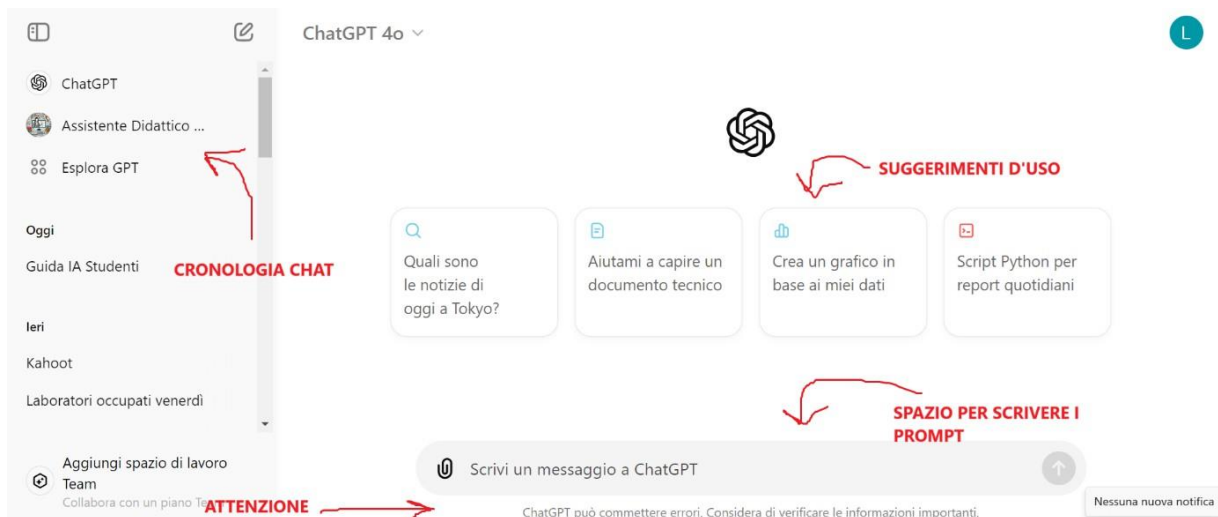 ChatGPT 4o
L
ChatGPT
Assistente Didattico ...
Esplora GPT
Oggi
Guida IA Studenti
CRONOLOGIA CHAT
Ieri
Kahoot
Laboratori occupati venerdì
Aggiungi spazio di lavoro
Team
Collabora con un piano
ATTENZIONE
SUGGERIMENTI D'USO
Quali sono
le notizie di
oggi a Tokyo?
Aiutami a capire un
documento tecnico
Crea un grafico in
base ai miei dati
Script Python per
report quotidiani
SPAZIO PER SCRIVERE I
PROMPT
Scrivi un messaggio a ChatGPT
ChatGPT può commettere errori. Considera di verificare le informazioni importanti.
Nessuna nuova notifica